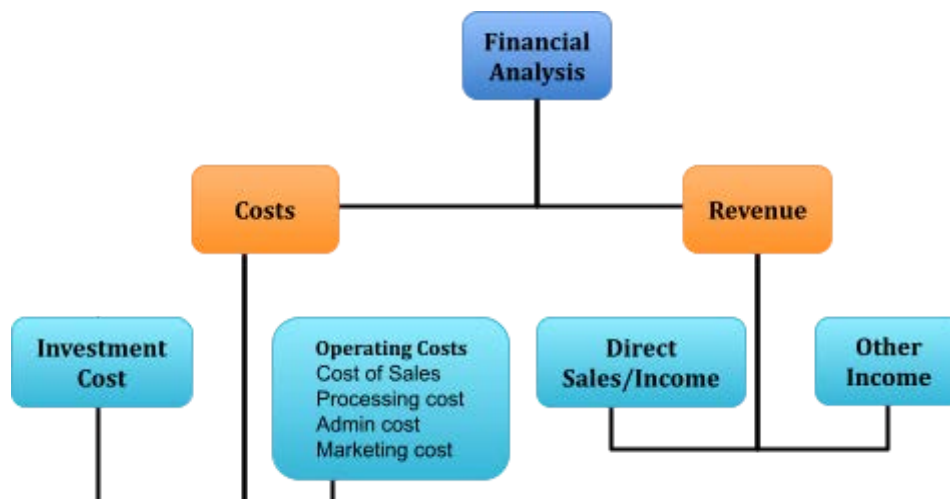 Financial
Analysis
Costs
Revenue
Investment
Cost
Operating Costs
Cost of Sales
Processing cost
Admin cost
Marketing cost
Direct
Sales/Income
Other
Income